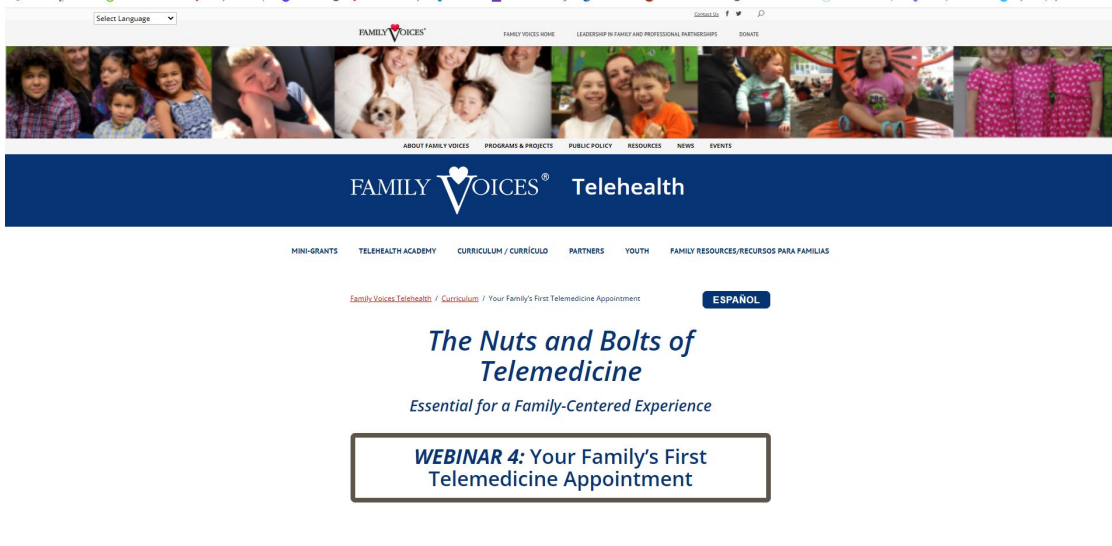 Select Language
Contact Us
FAMILY VOICES®
FAMILY VOICES HOME LEADERSHIP IN FAMILY AND PROFESSIONAL PARTNERSHIPS DONATE
ABOUT FAMILY VOICES PROGRAMS & PROJECTS PUBLIC POLICY RESOURCES NEWS EVENTS
FAMILY VOICES® Telehealth
MINI-GRANTS TELEHEALTH ACADEMY CURRICULUM / CURRÍCULO PARTNERS YOUTH FAMILY RESOURCES/RECURSOS PARA FAMILIAS
Family Voices Telehealth / Curriculum / Your Family's First Telemedicine Appointment
ESPAÑOL
The Nuts and Bolts of
Telemedicine
Essential for a Family-Centered Experience
WEBINAR 4: Your Family's First
Telemedicine Appointment